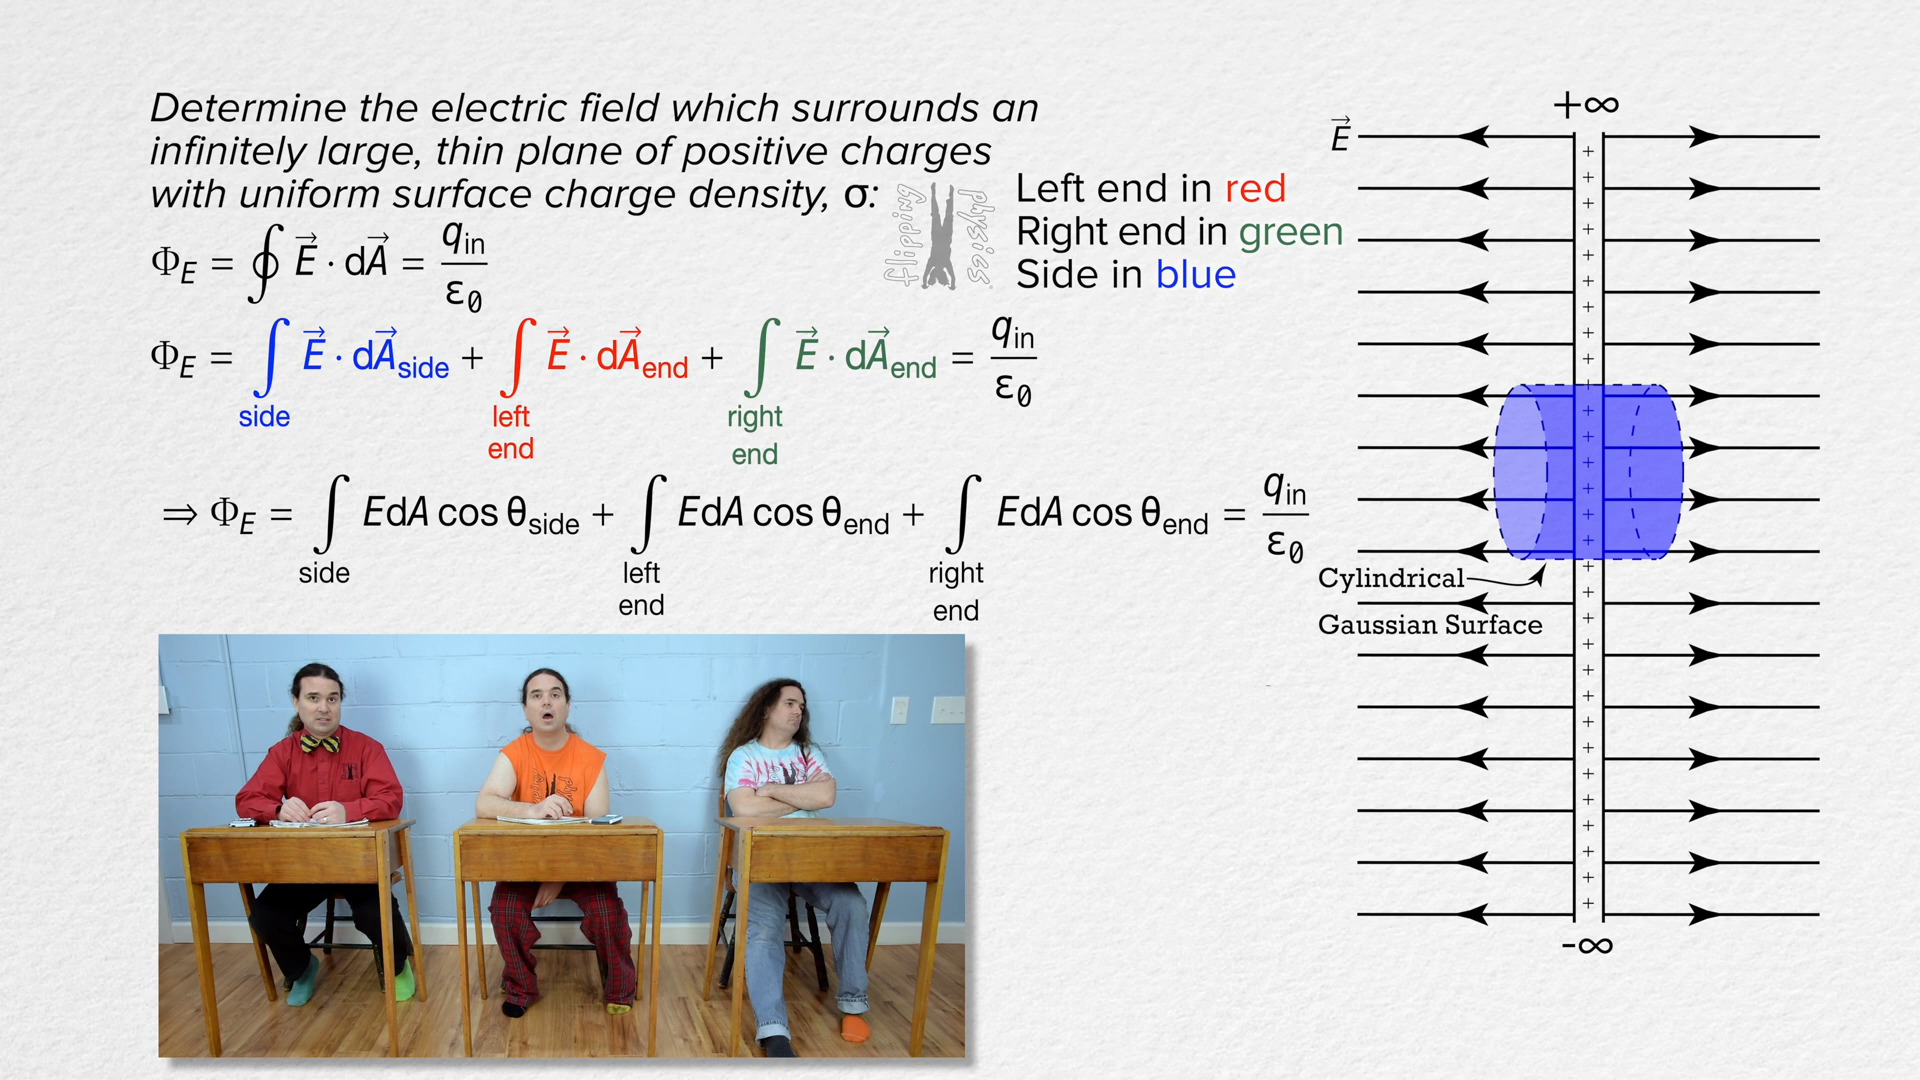 Determine the electric field which surrounds an
infinitely large, thin plane of positive charges
with uniform surface charge density, σ:
flipping physics
Left end in red
Right end in green
Side in blue
Φ_E = ∮ E⃗ · dA⃗ = q_in / ε₀
Φ_E = ∫_side E⃗ · dA⃗_side + ∫_left end E⃗ · dA⃗_end + ∫_right end E⃗ · dA⃗_end = q_in / ε₀
⇒ Φ_E = ∫_side EdA cos θ_side + ∫_left end EdA cos θ_end + ∫_right end EdA cos θ_end = q_in / ε₀
+∞
E⃗
Cylindrical
Gaussian Surface
-∞